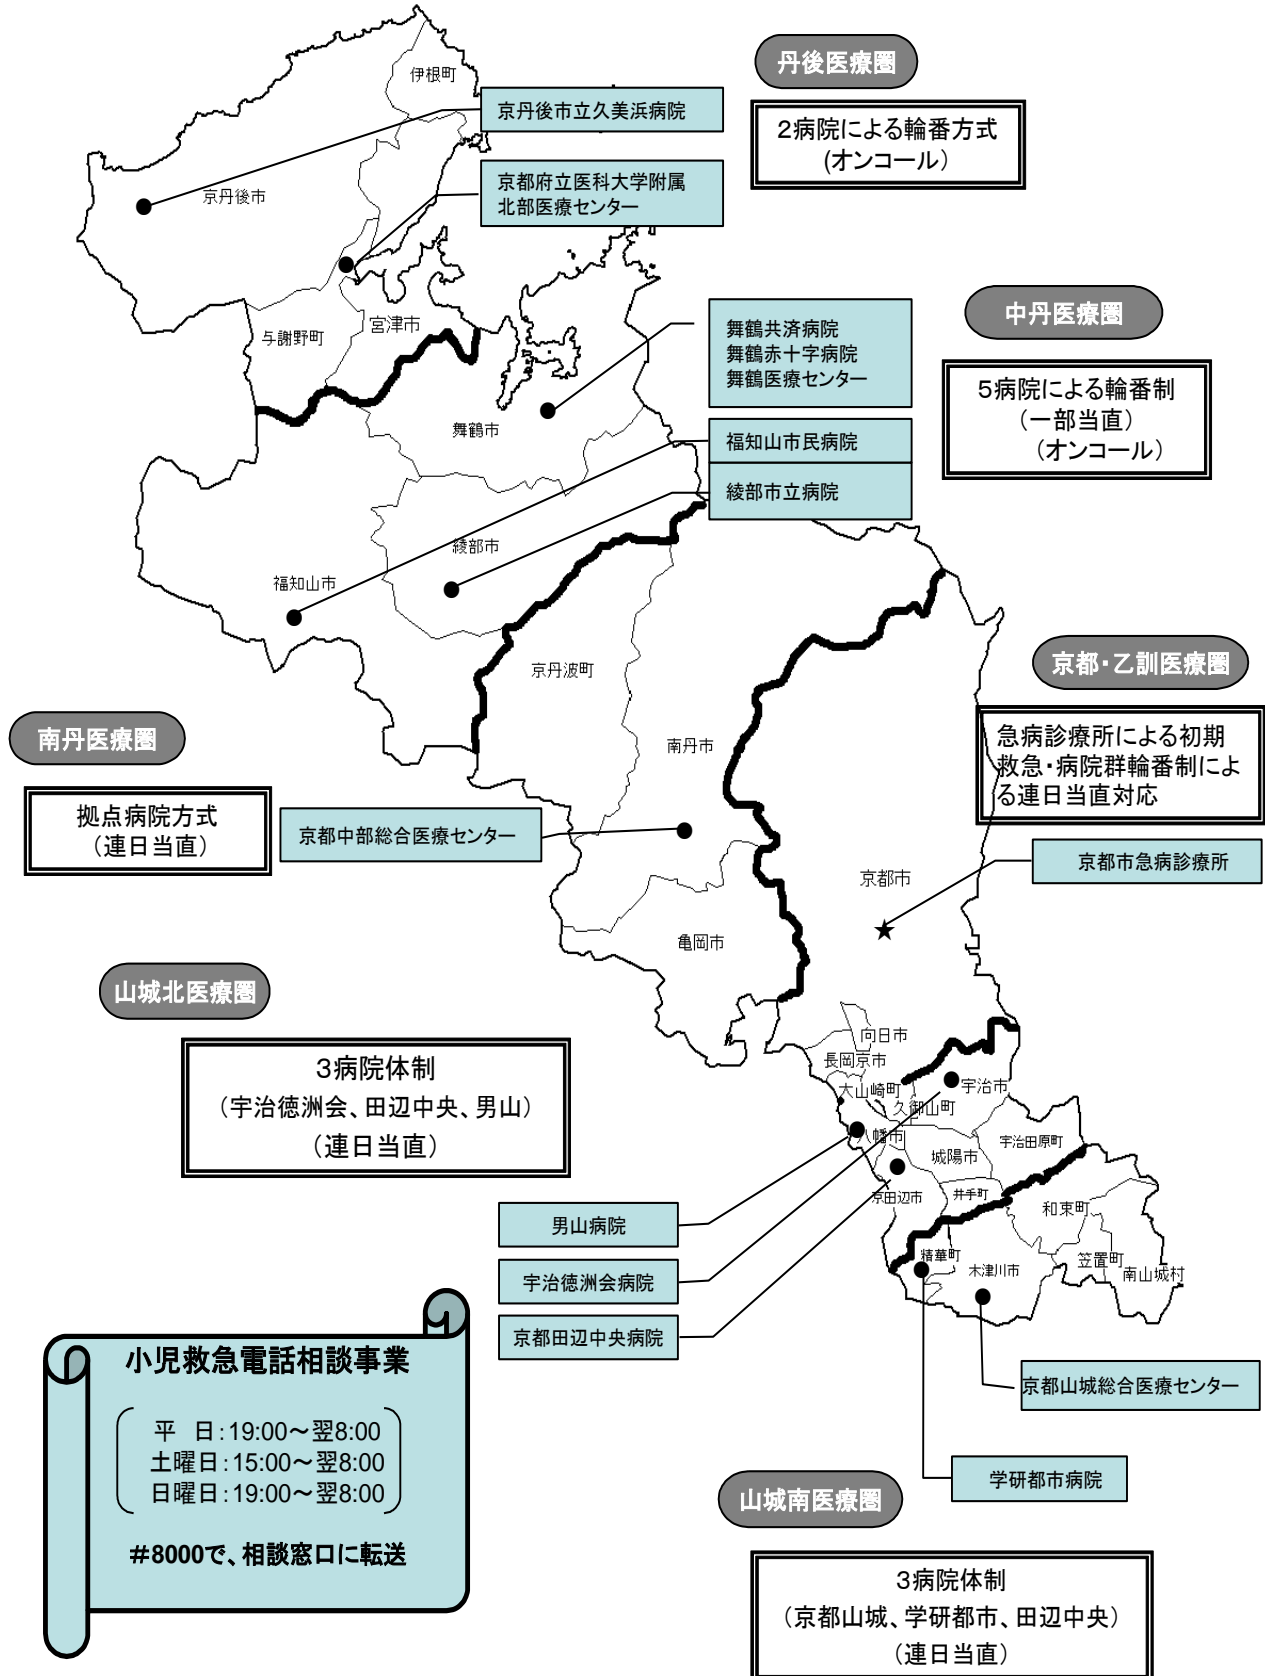 伊根町
丹後医療圏
京丹後市立久美浜病院
2病院による輪番方式
(オンコール)
京都府立医科大学附属
北部医療センター
京丹後市
与謝野町
宮津市
中丹医療圏
舞鶴共済病院
舞鶴赤十字病院
舞鶴医療センター
5病院による輪番制
(一部当直)
(オンコール)
舞鶴市
福知山市民病院
綾部市立病院
綾部市
福知山市
京丹波町
京都・乙訓医療圏
急病診療所による初期
救急・病院群輪番制によ
る連日当直対応
南丹医療圏
南丹市
拠点病院方式
(連日当直)
京都中部総合医療センター
京都市急病診療所
京都市
亀岡市
山城北医療圏
3病院体制
(宇治徳洲会、田辺中央、男山)
(連日当直)
向日市
長岡京市
大山崎町
宇治市
久御山町
八幡市
宇治田原町
城陽市
京田辺市
井手町
和束町
男山病院
精華町
木津川市
笠置町
南山城村
宇治徳洲会病院
京都田辺中央病院
京都山城総合医療センター
学研都市病院
小児救急電話相談事業
平 日:19:00~翌8:00
土曜日:15:00~翌8:00
日曜日:19:00~翌8:00
#8000で、相談窓口に転送
山城南医療圏
3病院体制
(京都山城、学研都市、田辺中央)
(連日当直)